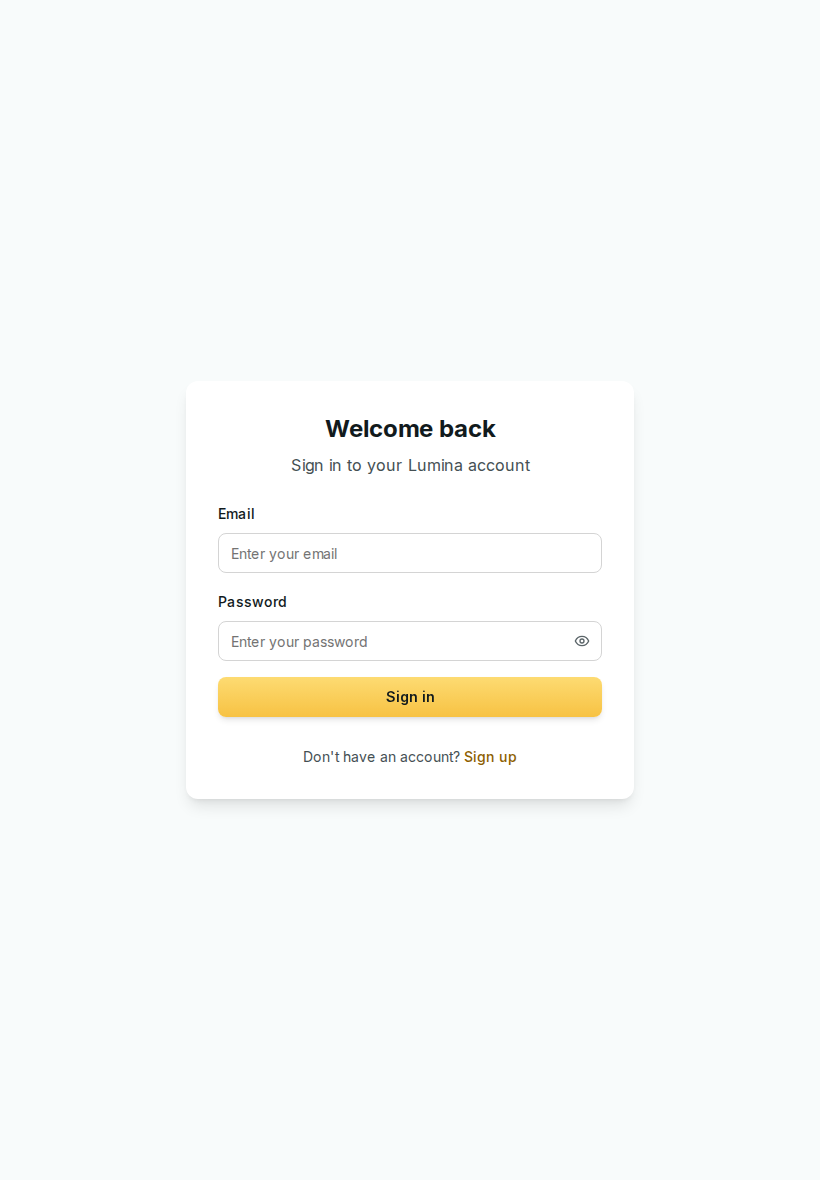 Welcome back
Sign in to your Lumina account
Email
Enter your email
Password
Enter your password
Sign in
Don't have an account? Sign up